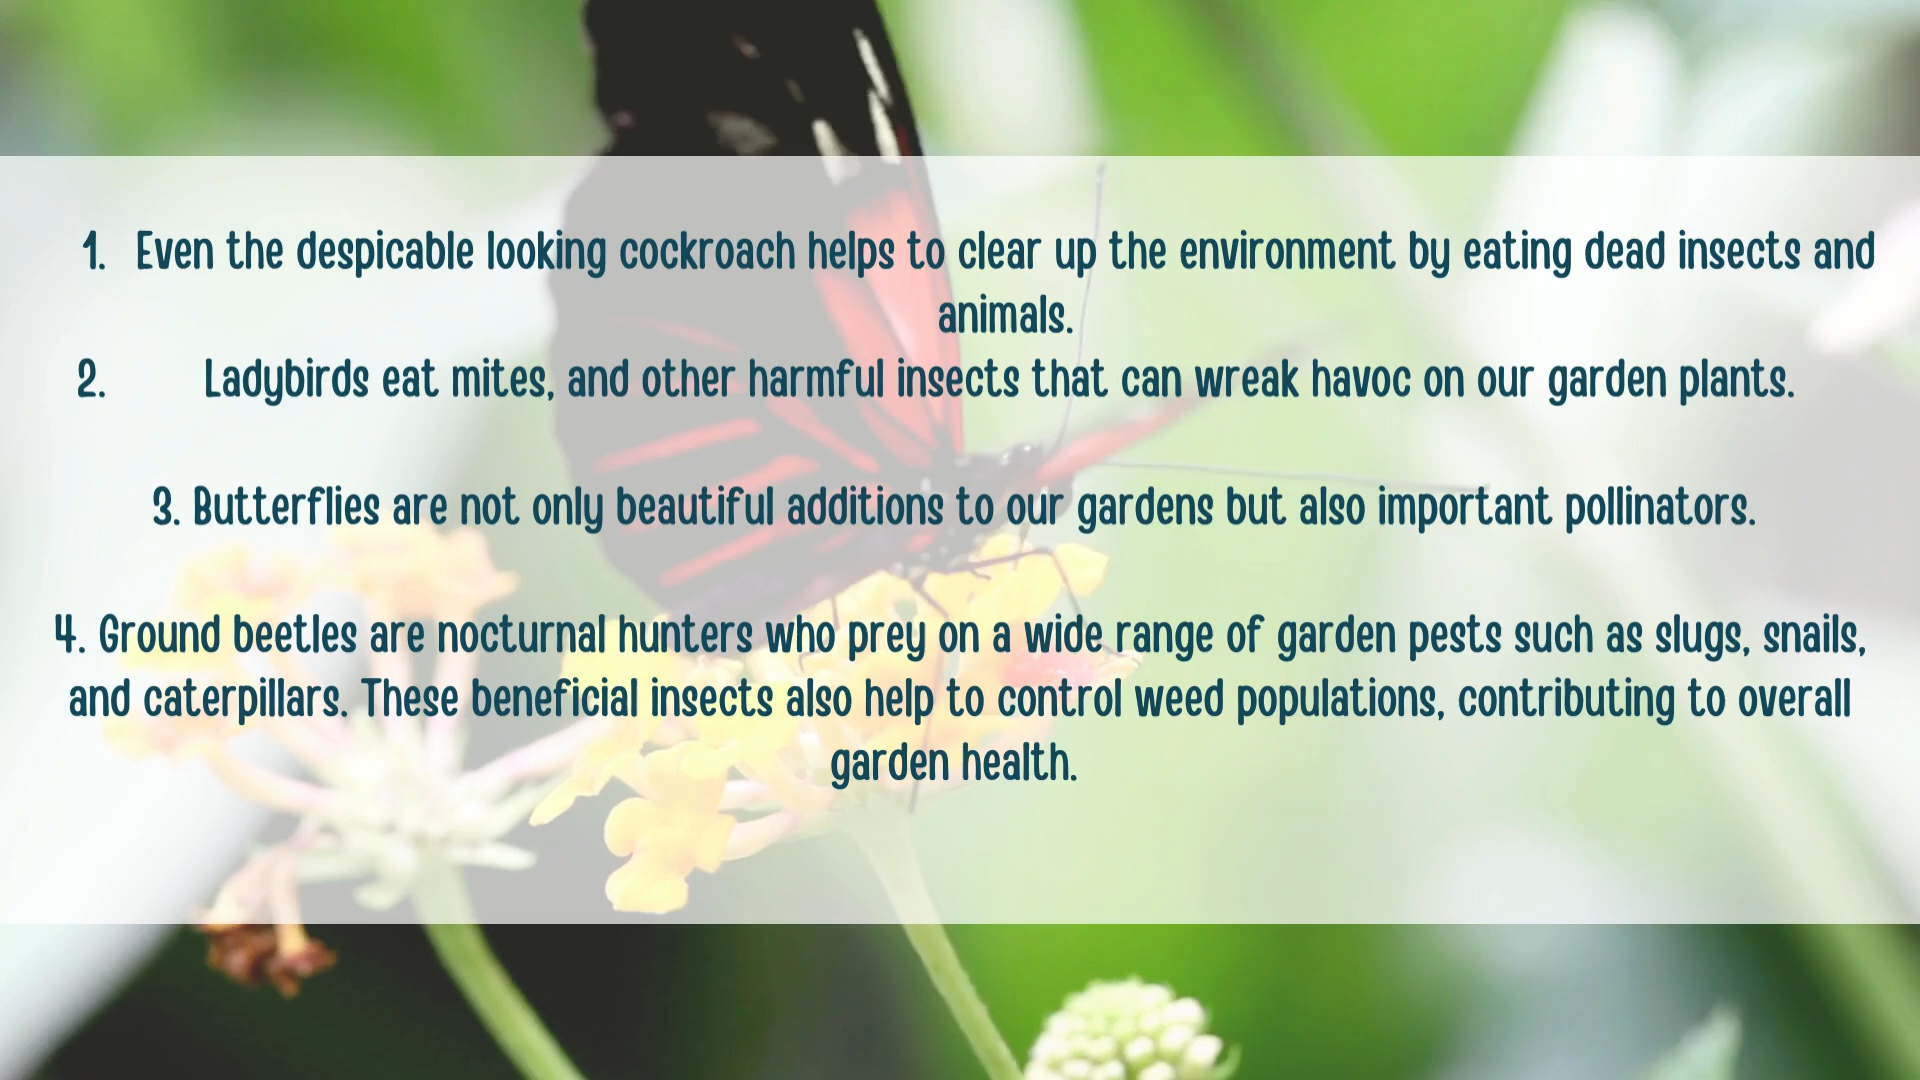 1. Even the despicable looking cockroach helps to clear up the environment by eating dead insects and
animals.
2. Ladybirds eat mites, and other harmful insects that can wreak havoc on our garden plants.
3. Butterflies are not only beautiful additions to our gardens but also important pollinators.
4. Ground beetles are nocturnal hunters who prey on a wide range of garden pests such as slugs, snails,
and caterpillars. These beneficial insects also help to control weed populations, contributing to overall
garden health.